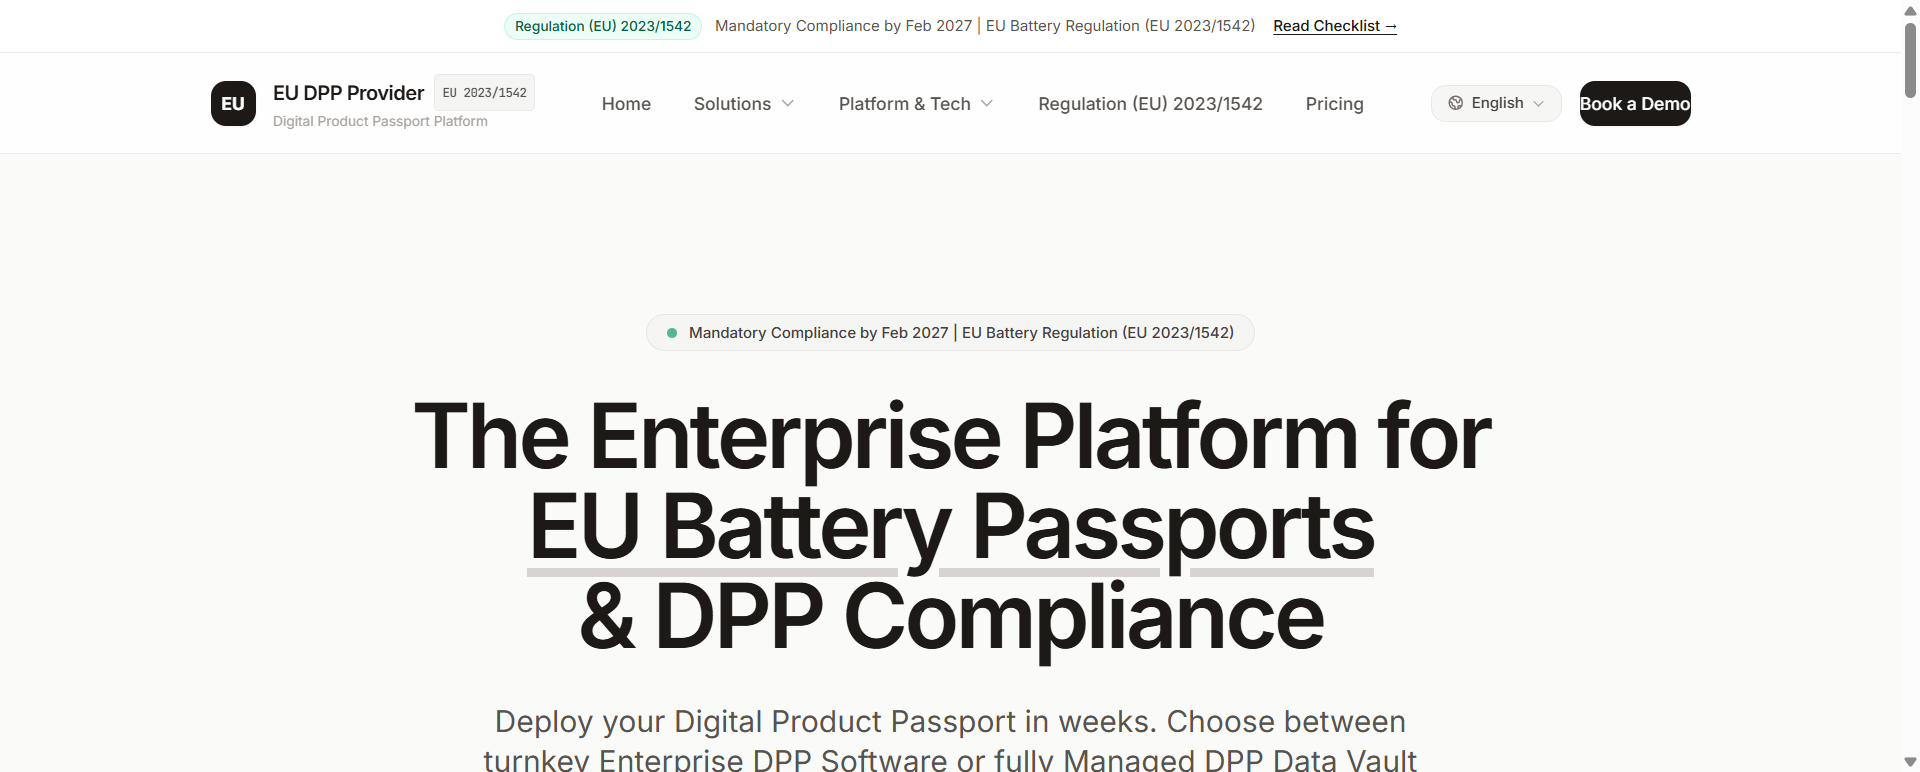 Regulation (EU) 2023/1542 Mandatory Compliance by Feb 2027 | EU Battery Regulation (EU 2023/1542) Read Checklist →
EU EU DPP Provider EU 2023/1542
Digital Product Passport Platform
Home Solutions Platform & Tech Regulation (EU) 2023/1542 Pricing English Book a Demo
Mandatory Compliance by Feb 2027 | EU Battery Regulation (EU 2023/1542)
The Enterprise Platform for
EU Battery Passports
& DPP Compliance
Deploy your Digital Product Passport in weeks. Choose between
turnkey Enterprise DPP Software or fully Managed DPP Data Vault